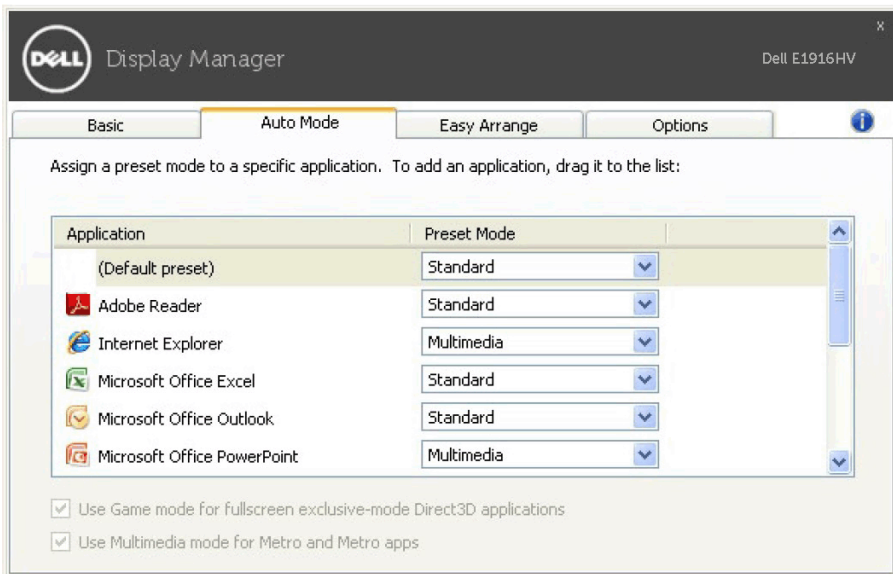 x
DELL Display Manager Dell E1916HV
Basic Auto Mode Easy Arrange Options i
Assign a preset mode to a specific application. To add an application, drag it to the list:
Application Preset Mode
(Default preset) Standard
Adobe Reader Standard
Internet Explorer Multimedia
Microsoft Office Excel Standard
Microsoft Office Outlook Standard
Microsoft Office PowerPoint Multimedia
Use Game mode for fullscreen exclusive-mode Direct3D applications
Use Multimedia mode for Metro and Metro apps